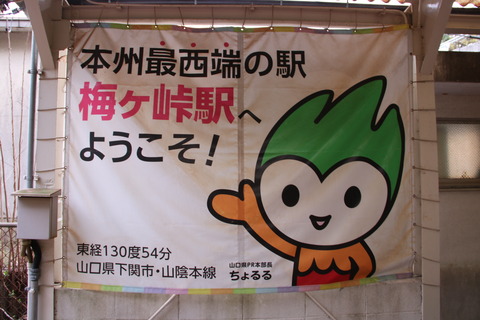 本州最西端の駅
梅ヶ峠駅へ
ようこそ!
東経130度54分
山口県下関市・山陰本線
山口県PR本部長
ちょるる